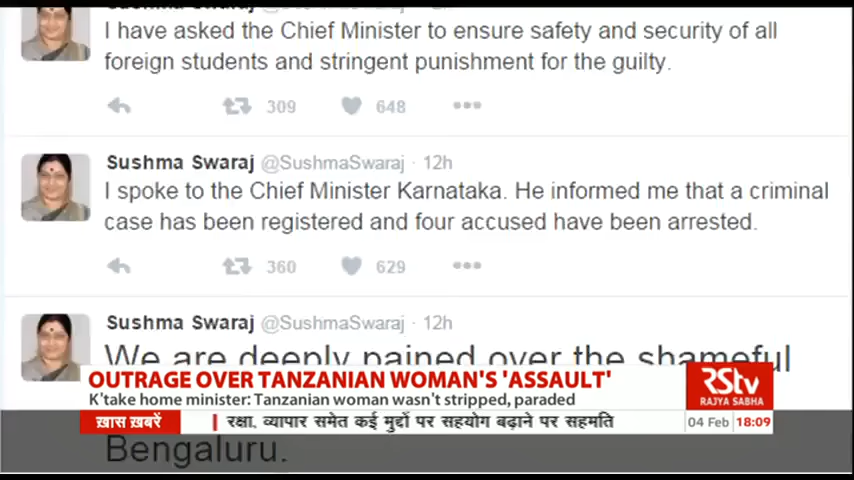 Sushma Swaraj @SushmaSwaraj
I have asked the Chief Minister to ensure safety and security of all
foreign students and stringent punishment for the guilty.
309 648
Sushma Swaraj @SushmaSwaraj · 12h
I spoke to the Chief Minister Karnataka. He informed me that a criminal
case has been registered and four accused have been arrested.
360 629
Sushma Swaraj @SushmaSwaraj · 12h
We are deeply pained over the shameful
OUTRAGE OVER TANZANIAN WOMAN'S 'ASSAULT'
K'take home minister: Tanzanian woman wasn't stripped, paraded
RStv
RAJYA SABHA
ख़ास ख़बरें रक्षा, व्यापार समेत कई मुद्दों पर सहयोग बढ़ाने पर सहमति 04 Feb 18:09
Bengaluru.